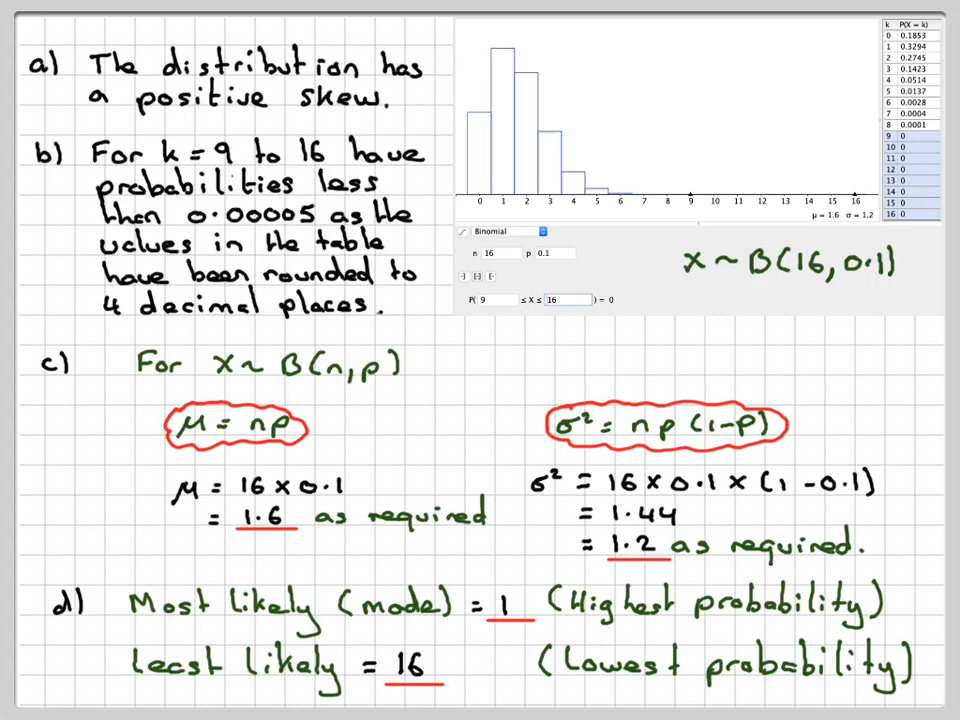 a) The distribution has
a positive skew.
b) For k = 9 to 16 have
probabilities less
then 0.00005 as the
values in the table
have been rounded to
4 decimal places.
k P(X = k)
0 0.1853
1 0.3294
2 0.2745
3 0.1423
4 0.0514
5 0.0137
6 0.0028
7 0.0004
8 0.0001
9 0
10 0
11 0
12 0
13 0
14 0
15 0
16 0
0 1 2 3 4 5 6 7 8 9 10 11 12 13 14 15 16
μ = 1.6 σ = 1.2
Binomial
n 16 p 0.1
P( 9 ≤ X ≤ 16 ) = 0
X ~ B(16, 0.1)
c) For X ~ B(n, p)
μ = np
σ² = np(1-p)
μ = 16 × 0.1
= 1.6 as required
σ² = 16 × 0.1 × (1 - 0.1)
= 1.44
= 1.2 as required.
d) Most likely (mode) = 1 (Highest probability)
Least likely = 16 (Lowest probability)